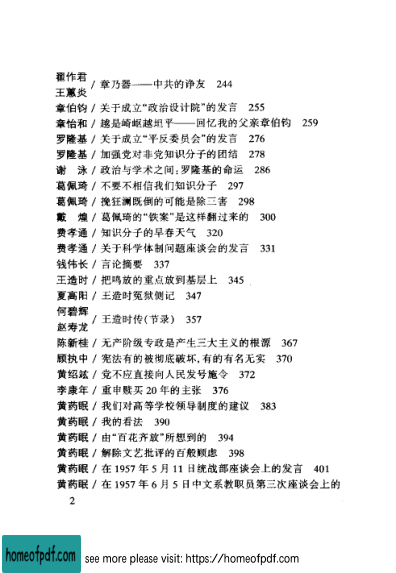 翟作君
王蕙炎 / 章乃器——中共的诤友 244
章伯钧 / 关于成立“政治设计院”的发言 255
章怡和 / 越是崎岖越坦平——回忆我的父亲章伯钧 259
罗隆基 / 关于成立“平反委员会”的发言 276
罗隆基 / 加强党对非党知识分子的团结 278
谢 泳 / 政治与学术之间:罗隆基的命运 286
葛佩琦 / 不要不相信我们知识分子 297
葛佩琦 / 挽狂澜既倒的可能是除三害 298
戴 煌 / 葛佩琦的“铁案”是这样翻过来的 300
费孝通 / 知识分子的早春天气 320
费孝通 / 关于科学体制问题座谈会的发言 331
钱伟长 / 言论摘要 337
王造时 / 把鸣放的重点放到基层上 345
夏高阳 / 王造时冤狱侧记 347
何碧辉
赵寿龙 / 王造时传(节录) 357
陈新桂 / 无产阶级专政是产生三大主义的根源 367
顾执中 / 宪法有的被彻底破坏,有的有名无实 370
黄绍竑 / 党不应直接向人民发号施令 372
李康年 / 重申赎买20年的主张 376
黄药眠 / 我们对高等学校领导制度的建议 383
黄药眠 / 我的看法 390
黄药眠 / 由“百花齐放”所想到的 394
黄药眠 / 解除文艺批评的百般顾虑 398
黄药眠 / 在1957年5月11日统战部座谈会上的发言 401
黄药眠 / 在1957年6月5日中文系教职员第三次座谈会上的
2
homeofpdf.com
see more please visit: https://homeofpdf.com